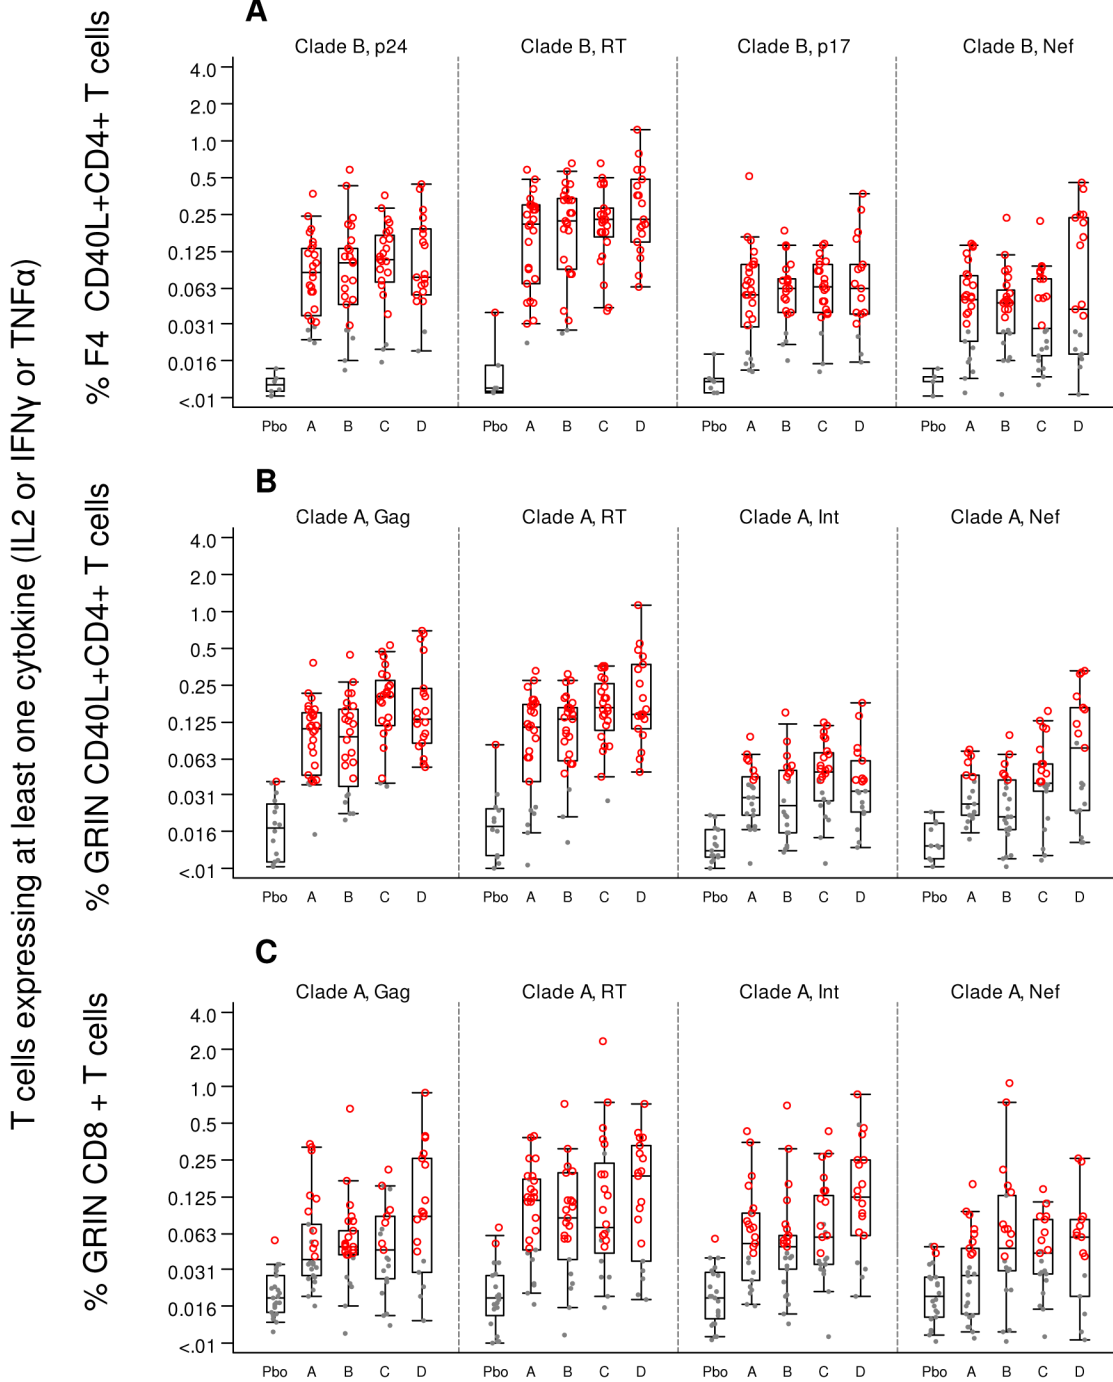 T cells expressing at least one cytokine (IL2 or IFNγ or TNFα)
A
% F4 CD40L+CD4+ T cells
Clade B, p24 Clade B, RT Clade B, p17 Clade B, Nef
4.0
2.0
1.0
0.5
0.25
0.125
0.063
0.031
0.016
<.01
Pbo A B C D Pbo A B C D Pbo A B C D Pbo A B C D
B
% GRIN CD40L+CD4+ T cells
Clade A, Gag Clade A, RT Clade A, Int Clade A, Nef
4.0
2.0
1.0
0.5
0.25
0.125
0.063
0.031
0.016
<.01
Pbo A B C D Pbo A B C D Pbo A B C D Pbo A B C D
C
% GRIN CD8 + T cells
Clade A, Gag Clade A, RT Clade A, Int Clade A, Nef
4.0
2.0
1.0
0.5
0.25
0.125
0.063
0.031
0.016
<.01
Pbo A B C D Pbo A B C D Pbo A B C D Pbo A B C D